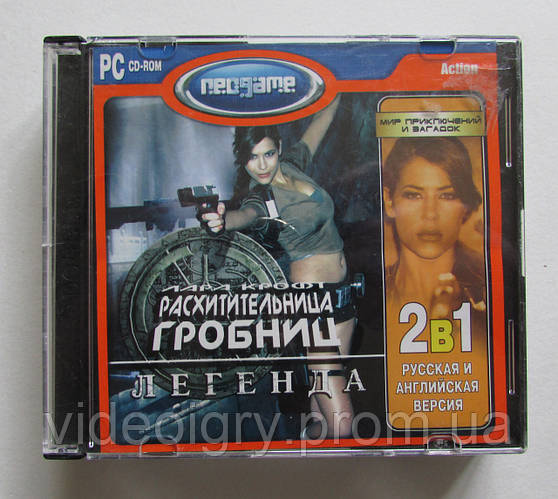 PC CD-ROM
neogame
Action
МИР ПРИКЛЮЧЕНИЙ
И ЗАГАДОК
ЛАРА КРОФТ
РАСХИТИТЕЛЬНИЦА
ГРОБНИЦ
ЛЕГЕНДА
2в1
РУССКАЯ И
АНГЛИЙСКАЯ
ВЕРСИЯ
videoigry.prom.ua